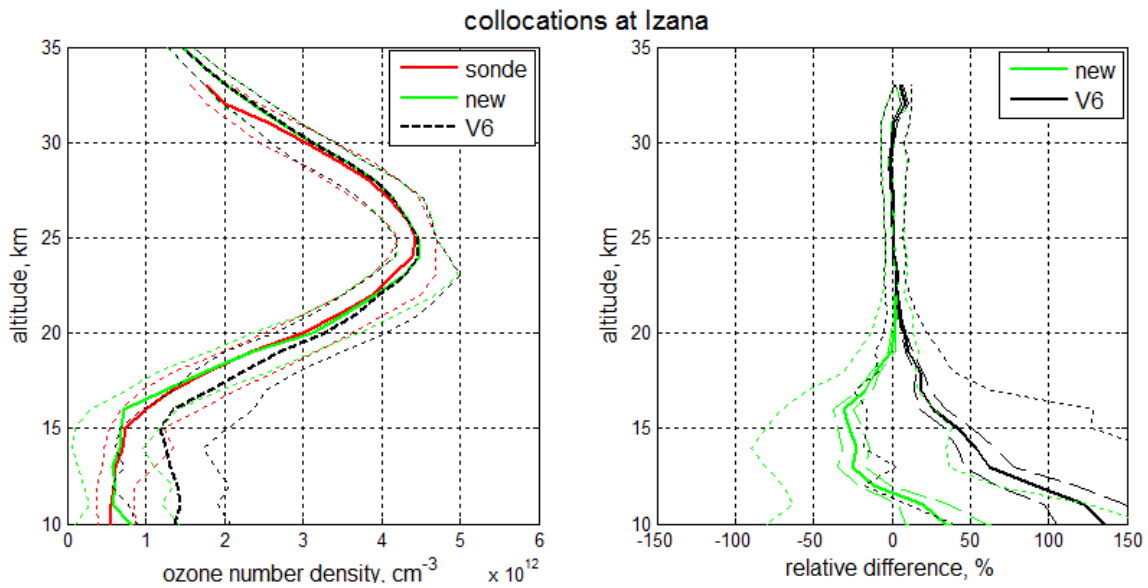 collocations at Izana
35
30
25
20
15
10
altitude, km
0 1 2 3 4 5 6
ozone number density, cm-3 x 10^12
sonde
new
V6
35
30
25
20
15
10
altitude, km
-150 -100 -50 0 50 100 150
relative difference, %
new
V6